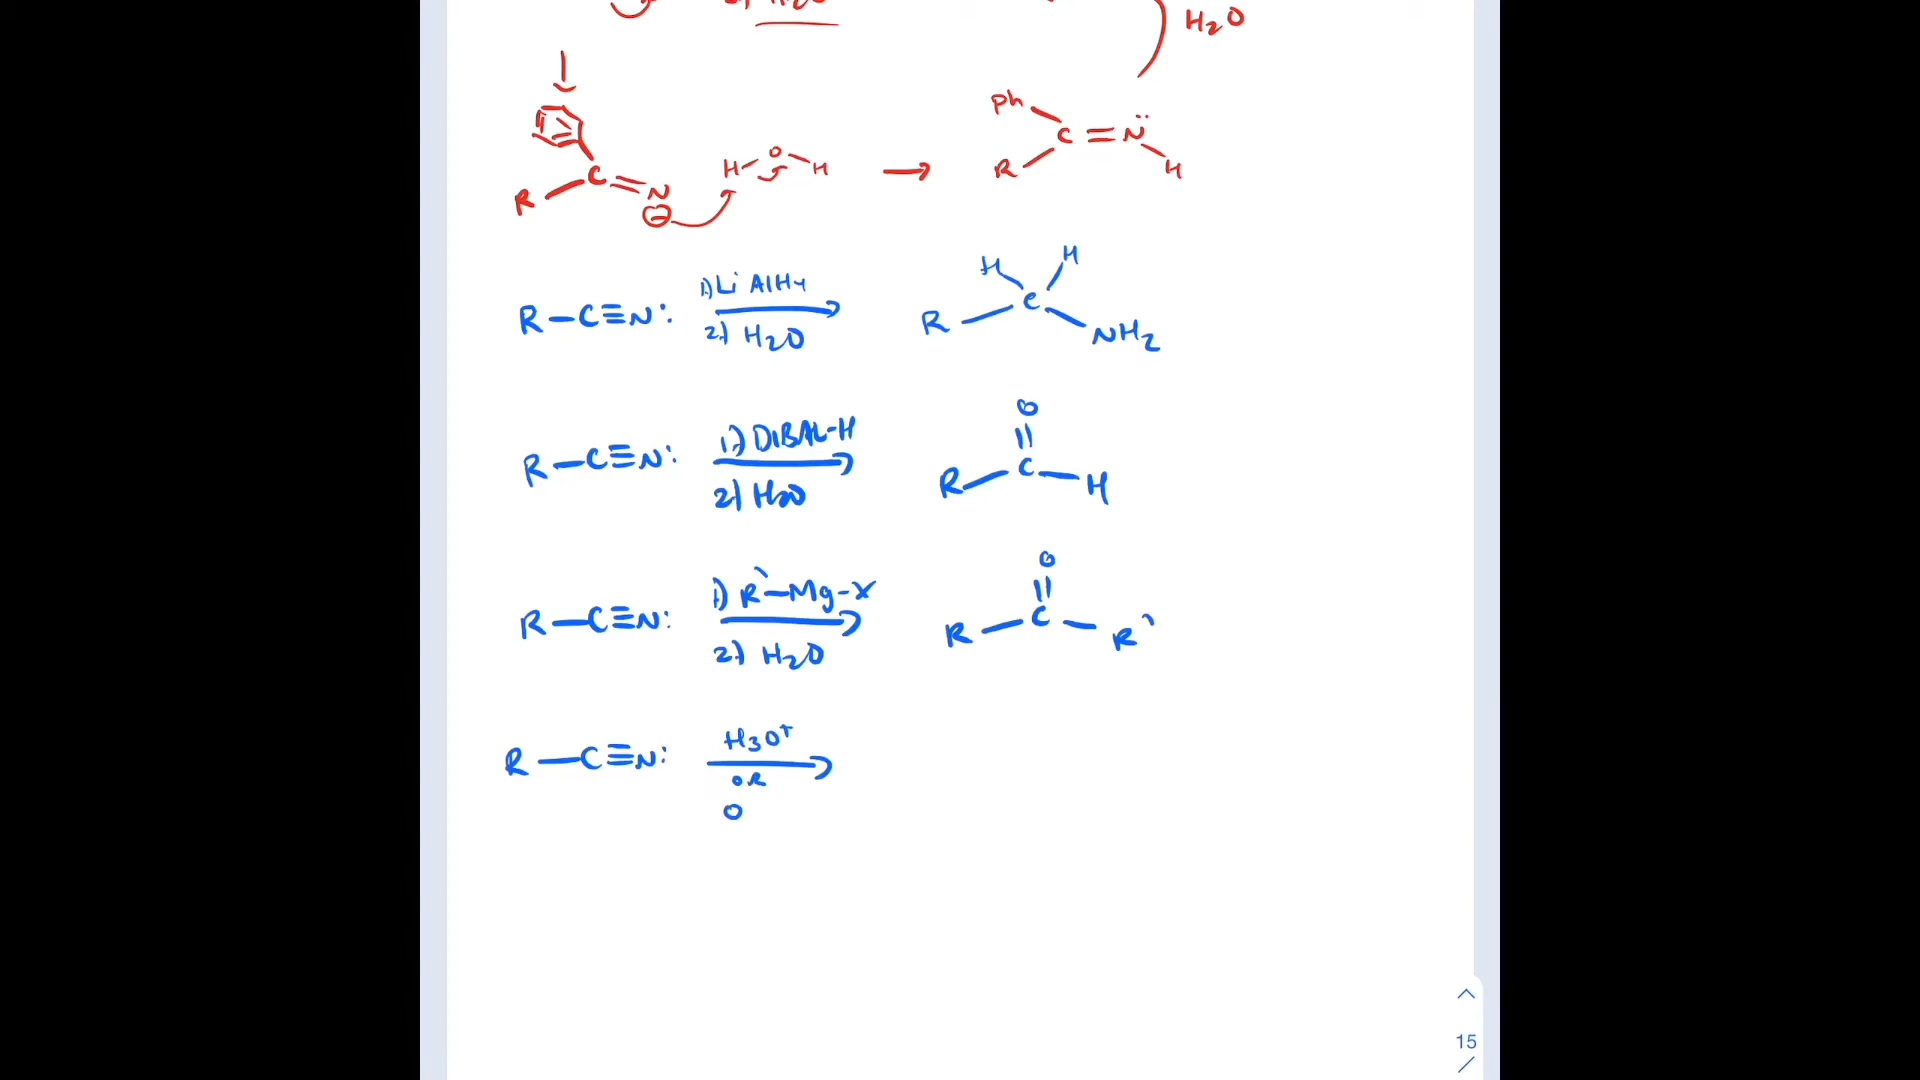 H2O
Ph
C=N̈
R
H
R
C=N
⊖
H-O-H
→
R-C≡N:
1.) LiAlH4
2.) H2O
H
H
R
C
NH2
R-C≡N:
1.) DIBAL-H
2.) H2O
O
R-C-H
R-C≡N:
1.) R`-Mg-X
2.) H2O
O
R-C-R`
R-C≡N:
H3O+
OR
O
15